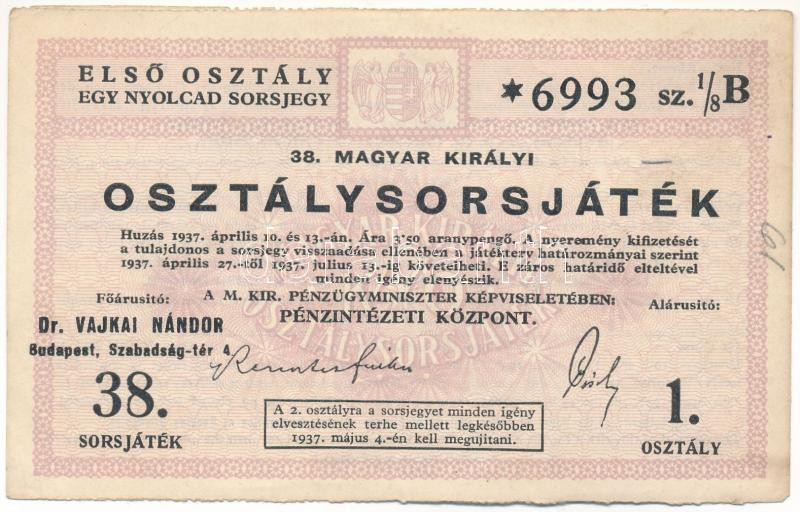 ELSŐ OSZTÁLY
EGY NYOLCAD SORSJEGY
*6993 sz. 1/8 B
38. MAGYAR KIRÁLYI
OSZTÁLYSORSJÁTÉK
Huzás 1937. április 10. és 13.-án. Ára 3'50 aranypengő. A nyeremény kifizetését
a tulajdonos a sorsjegy visszaadása ellenében a játékterv határozmányai szerint
1937. április 27.-től 1937. julius 13.-ig követelheti. E záros határidő elteltével
minden igény elenyészik.
Főárusitó:
A M. KIR. PÉNZÜGYMINISZTER KÉPVISELETÉBEN:
Alárusitó:
Dr. VAJKAI NÁNDOR
PÉNZINTÉZETI KÖZPONT.
Budapest, Szabadság-tér 4.
38.
SORSJÁTÉK
A 2. osztályra a sorsjegyet minden igény
elvesztésének terhe mellett legkésőbben
1937. május 4.-én kell megujitani.
1.
OSZTÁLY